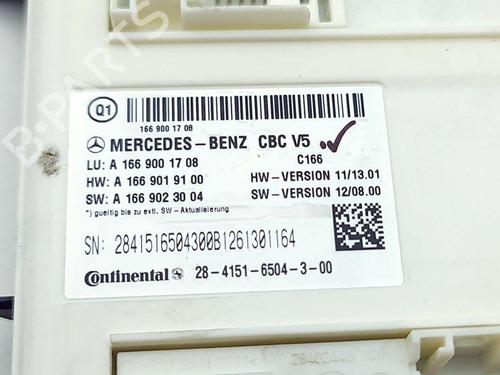 B-PARTS
Q1
166 900 17 08
MERCEDES-BENZ CBC V5
C166
LU: A 166 900 17 08
HW: A 166 901 91 00 HW-VERSION 11/13.01
SW: A 166 902 30 04 SW-VERSION 12/08.00
*) gueltig bis zu evtl. SW - Aktualisierung
SN: 2841516504300B1261301164
Continental 28-4151-6504-3-00